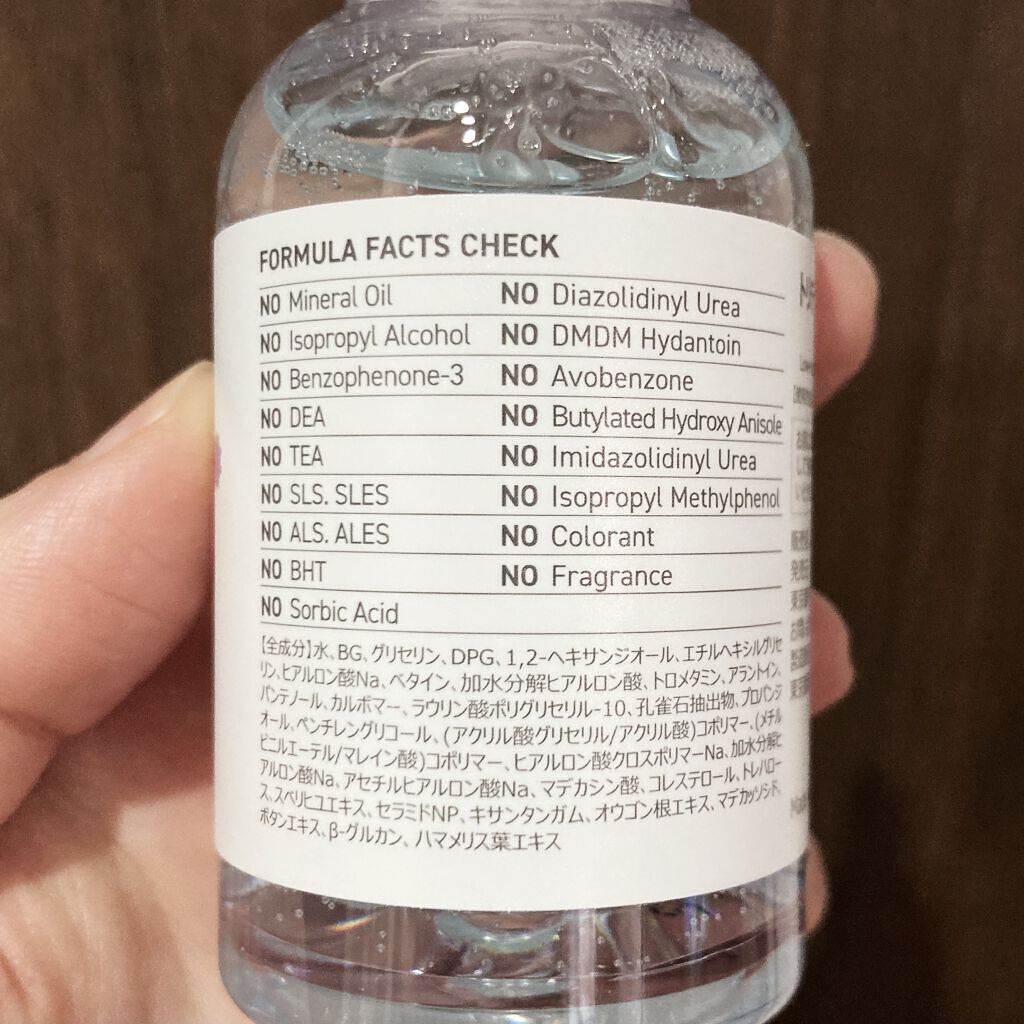 FORMULA FACTS CHECK
NO Mineral Oil NO Diazolidinyl Urea
NO Isopropyl Alcohol NO DMDM Hydantoin
NO Benzophenone-3 NO Avobenzone
NO DEA NO Butylated Hydroxy Anisole
NO TEA NO Imidazolidinyl Urea
NO SLS. SLES NO Isopropyl Methylphenol
NO ALS. ALES NO Colorant
NO BHT NO Fragrance
NO Sorbic Acid
【全成分】水、BG、グリセリン、DPG、1,2-ヘキサンジオール、エチルヘキシルグリセ
リン、ヒアルロン酸Na、ベタイン、加水分解ヒアルロン酸、トロメタミン、アラントイン、
パンテノール、カルボマー、ラウリン酸ポリグリセリル-10、孔雀石抽出物、プロパンジ
オール、ペンチレングリコール、(アクリル酸グリセリル/アクリル酸)コポリマー、(メチル
ビニルエーテル/マレイン酸)コポリマー、ヒアルロン酸クロスポリマーNa、加水分解ヒ
アルロン酸Na、アセチルヒアルロン酸Na、マデカシン酸、コレステロール、トレハロー
ス、スベリヒユエキス、セラミドNP、キサンタンガム、オウゴン根エキス、マデカッソシド、
ボタンエキス、β-グルカン、ハマメリス葉エキス